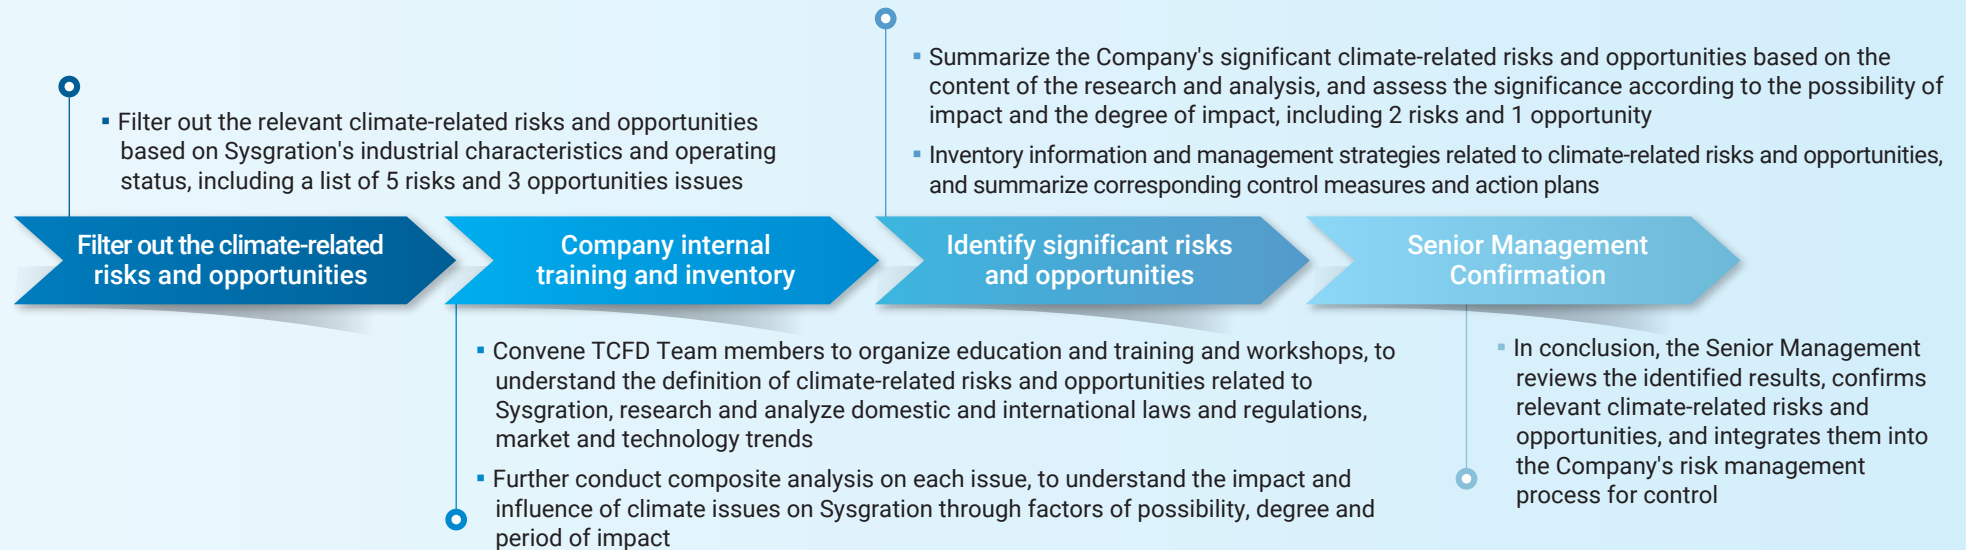 ▪ Filter out the relevant climate-related risks and opportunities
based on Sysgration's industrial characteristics and operating
status, including a list of 5 risks and 3 opportunities issues
Filter out the climate-related
risks and opportunities
Company internal
training and inventory
▪ Convene TCFD Team members to organize education and training and workshops, to
understand the definition of climate-related risks and opportunities related to
Sysgration, research and analyze domestic and international laws and regulations,
market and technology trends
▪ Further conduct composite analysis on each issue, to understand the impact and
influence of climate issues on Sysgration through factors of possibility, degree and
period of impact
▪ Summarize the Company's significant climate-related risks and opportunities based on the
content of the research and analysis, and assess the significance according to the possibility of
impact and the degree of impact, including 2 risks and 1 opportunity
▪ Inventory information and management strategies related to climate-related risks and opportunities,
and summarize corresponding control measures and action plans
Identify significant risks
and opportunities
Senior Management
Confirmation
▪ In conclusion, the Senior Management
reviews the identified results, confirms
relevant climate-related risks and
opportunities, and integrates them into
the Company's risk management
process for control